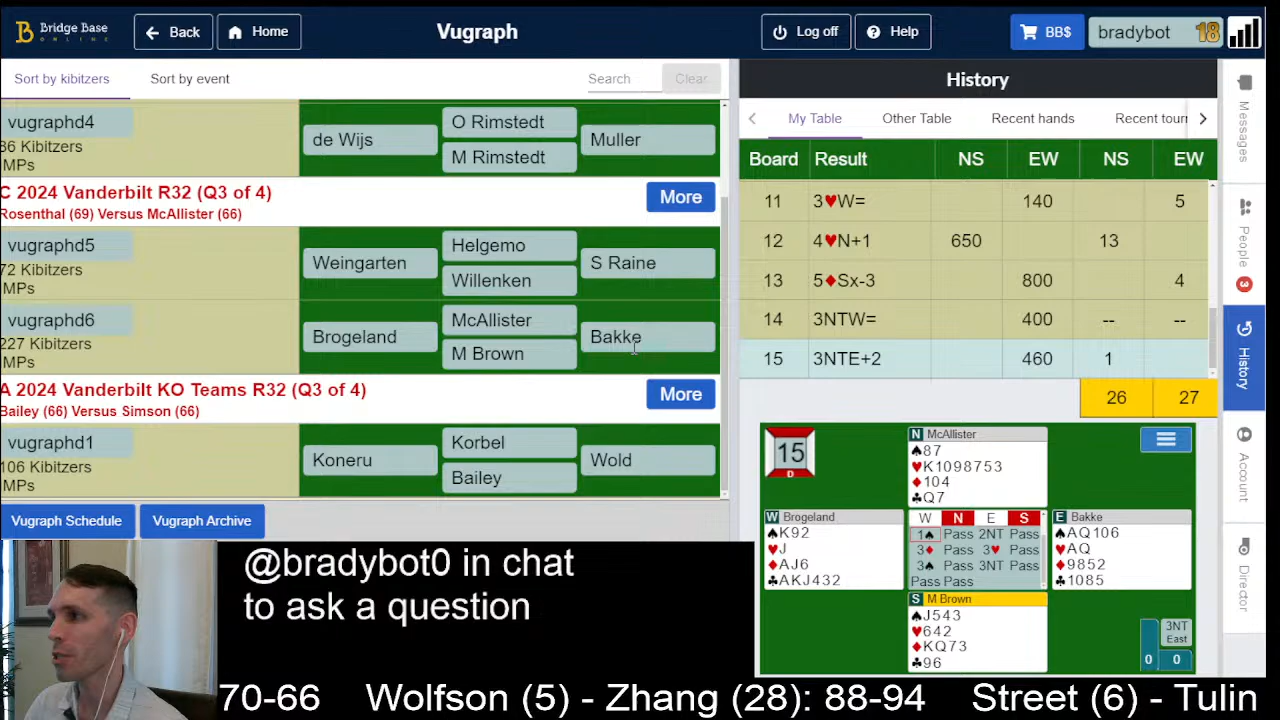 Bridge Base
ONLINE
Back
Home
Vugraph
Log off
Help
BB$
bradybot
18
Sort by kibitzers
Sort by event
Search
Clear
vugraphd4
36 Kibitzers
MPs
de Wijs
O Rimstedt
M Rimstedt
Muller
C 2024 Vanderbilt R32 (Q3 of 4)
Rosenthal (69) Versus McAllister (66)
More
vugraphd5
72 Kibitzers
MPs
Weingarten
Helgemo
Willenken
S Raine
vugraphd6
227 Kibitzers
MPs
Brogeland
McAllister
M Brown
Bakke
A 2024 Vanderbilt KO Teams R32 (Q3 of 4)
Bailey (66) Versus Simson (66)
More
vugraphd1
106 Kibitzers
MPs
Koneru
Korbel
Bailey
Wold
Vugraph Schedule
Vugraph Archive
History
My Table
Other Table
Recent hands
Recent tourn
Board Result NS EW NS EW
11 3♥W= 140 5
12 4♥N+1 650 13
13 5♦Sx-3 800 4
14 3NTW= 400 -- --
15 3NTE+2 460 1
26 27
15
D
N McAllister
♠87
♥K1098753
♦104
♣Q7
W Brogeland
♠K92
♥J
♦AJ6
♣AKJ432
W N E S
1♠ Pass 2NT Pass
3♦ Pass 3♥ Pass
3♠ Pass 3NT Pass
Pass Pass
E Bakke
♠AQ106
♥AQ
♦9852
♣1085
S M Brown
♠J543
♥642
♦KQ73
♣96
3NT
East
0 0
Messages
People
3
History
Account
Director
@bradybot0 in chat
to ask a question
70-66 Wolfson (5) - Zhang (28): 88-94 Street (6) - Tulin